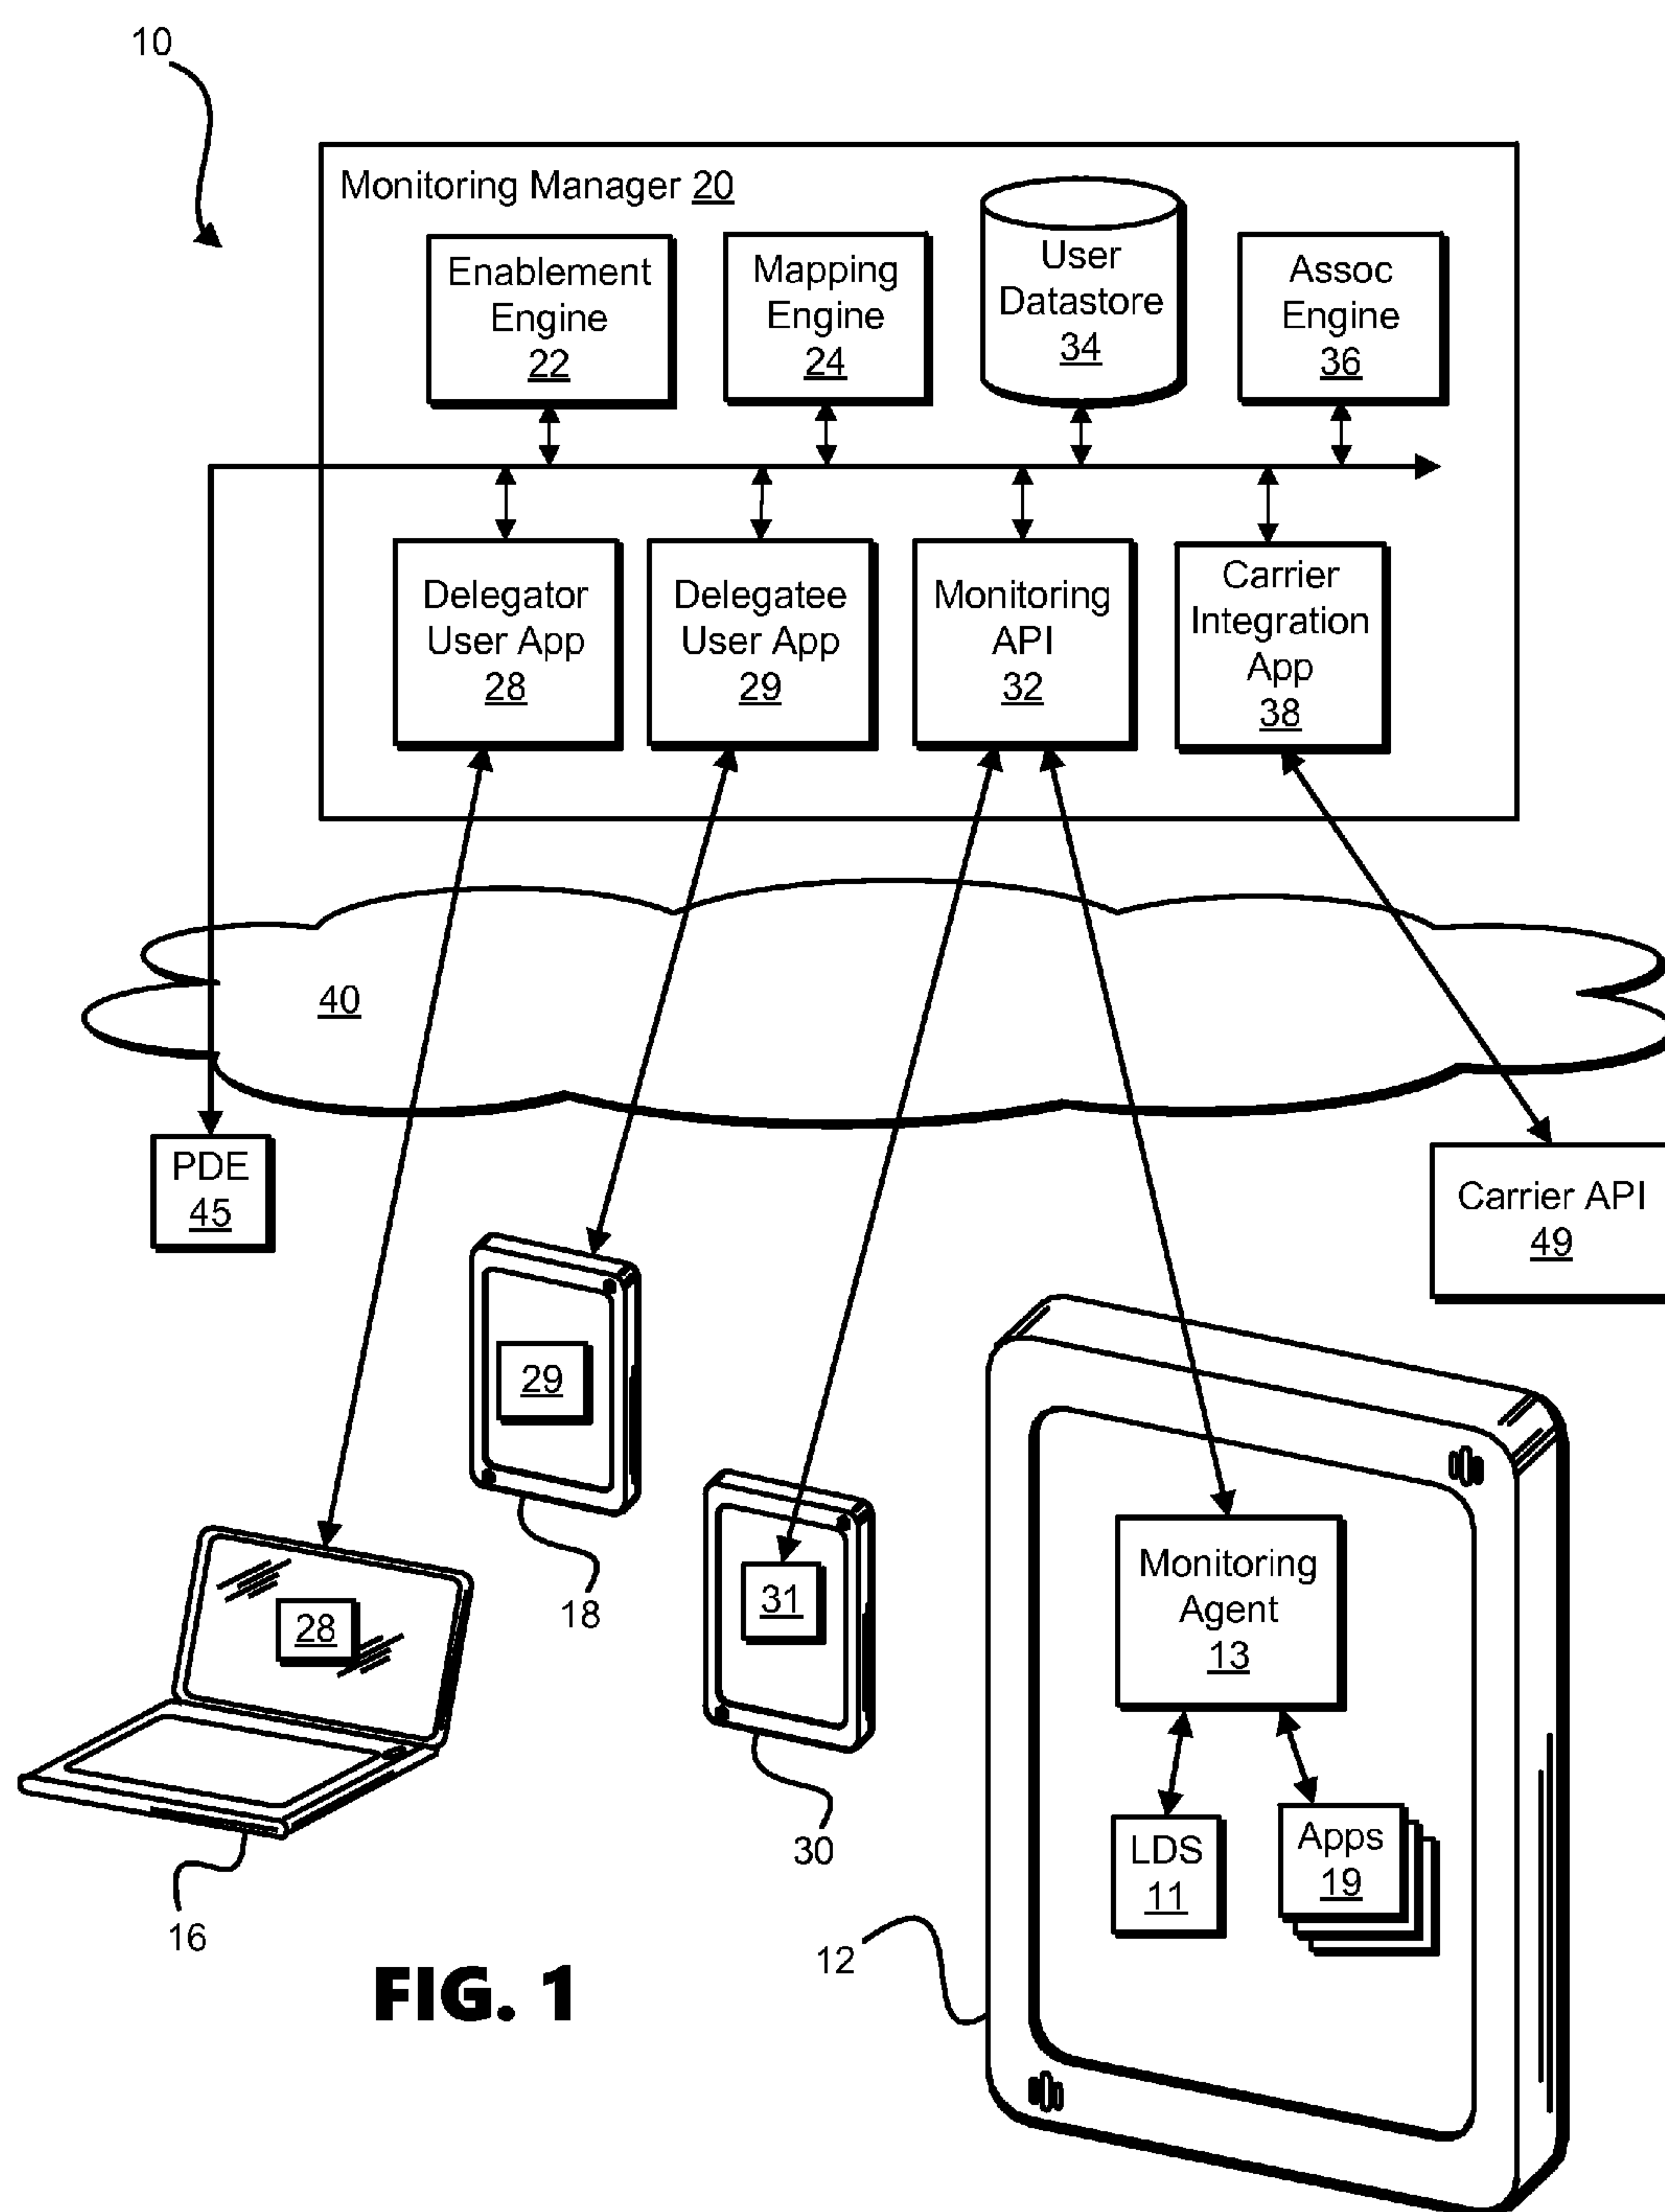 10
Monitoring Manager 20
Enablement
Engine
22
Mapping
Engine
24
User
Datastore
34
Assoc
Engine
36
Delegator
User App
28
Delegatee
User App
29
Monitoring
API
32
Carrier
Integration
App
38
40
PDE
45
Carrier API
49
29
18
31
30
28
16
Monitoring
Agent
13
LDS
11
Apps
19
12
FIG. 1